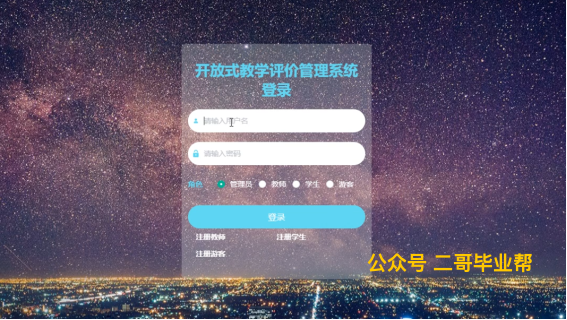 开放式教学评价管理系统
登录
请输入用户名
请输入密码
角色 管理员 教师 学生 游客
登录
注册教师 注册学生
注册游客
公众号 二哥毕业帮